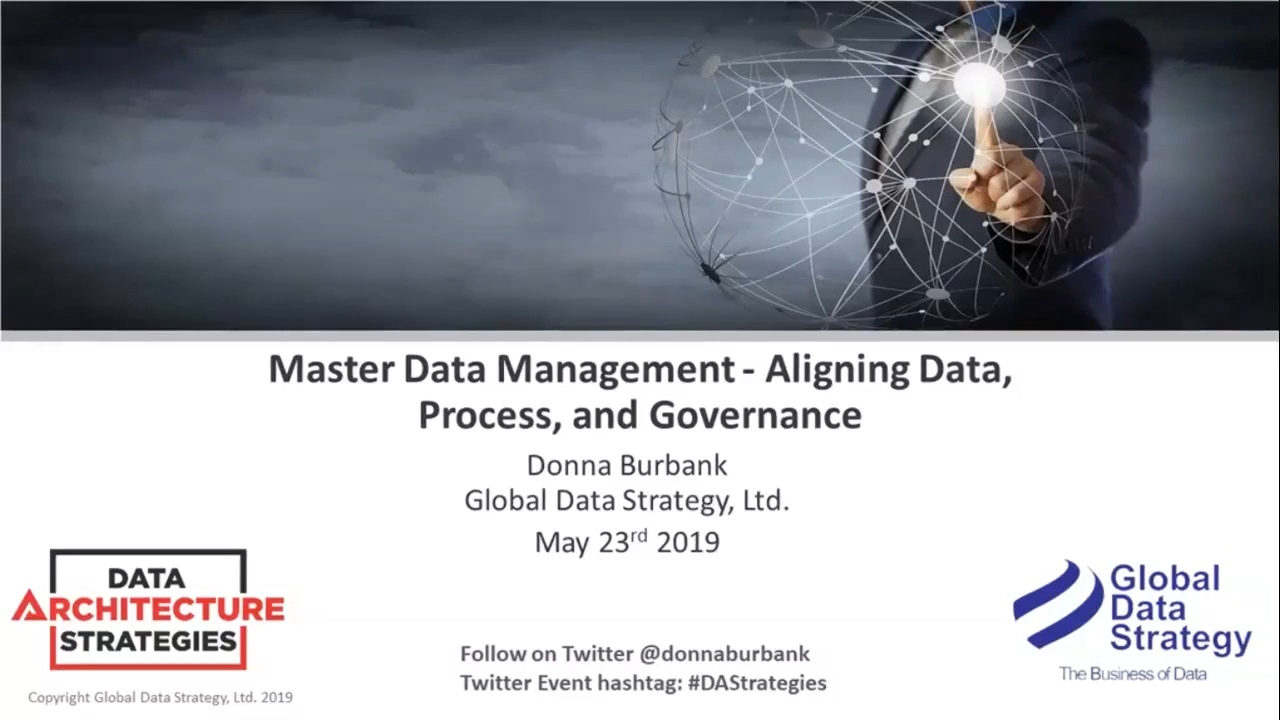 Master Data Management - Aligning Data,
Process, and Governance
Donna Burbank
Global Data Strategy, Ltd.
May 23rd 2019
DATA
ARCHITECTURE
STRATEGIES
Global
Data
Strategy
The Business of Data
Follow on Twitter @donnaburbank
Twitter Event hashtag: #DAStrategies
Copyright Global Data Strategy, Ltd. 2019